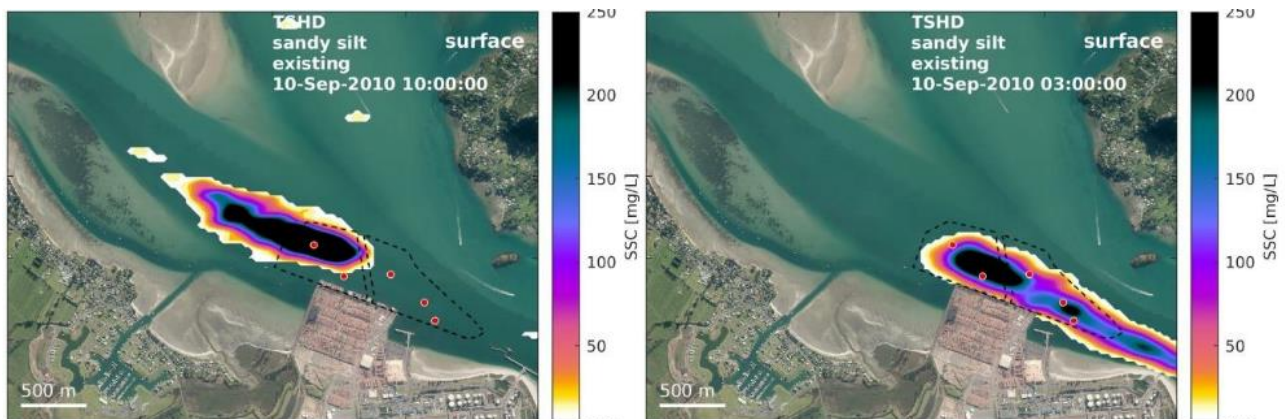 TSHD
sandy silt
existing
10-Sep-2010 10:00:00
surface
250
200
150
100
50
SSC [mg/L]
500 m
TSHD
sandy silt
existing
10-Sep-2010 03:00:00
surface
250
200
150
100
50
SSC [mg/L]
500 m